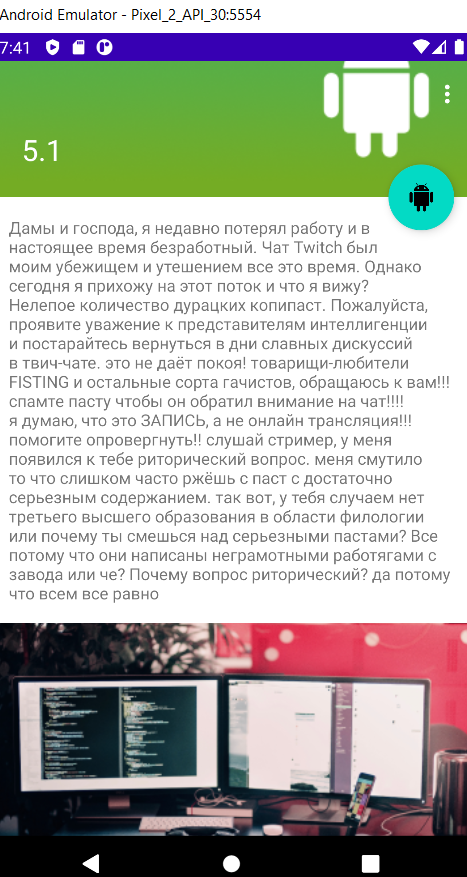 Android Emulator - Pixel_2_API_30:5554
7:41
5.1
Дамы и господа, я недавно потерял работу и в
настоящее время безработный. Чат Twitch был
моим убежищем и утешением все это время. Однако
сегодня я прихожу на этот поток и что я вижу?
Нелепое количество дурацких копипаст. Пожалуйста,
проявите уважение к представителям интеллигенции
и постарайтесь вернуться в дни славных дискуссий
в твич-чате. это не даёт покоя! товарищи-любители
FISTING и остальные сорта гачистов, обращаюсь к вам!!!
спамте пасту чтобы он обратил внимание на чат!!!!
я думаю, что это ЗАПИСЬ, а не онлайн трансляция!!!
помогите опровергнуть!! слушай стример, у меня
появился к тебе риторический вопрос. меня смутило
то что слишком часто ржёшь с паст с достаточно
серьезным содержанием. так вот, у тебя случаем нет
третьего высшего образования в области филологии
или почему ты смешься над серьезными пастами? Все
потому что они написаны неграмотными работягами с
завода или че? Почему вопрос риторический? да потому
что всем все равно